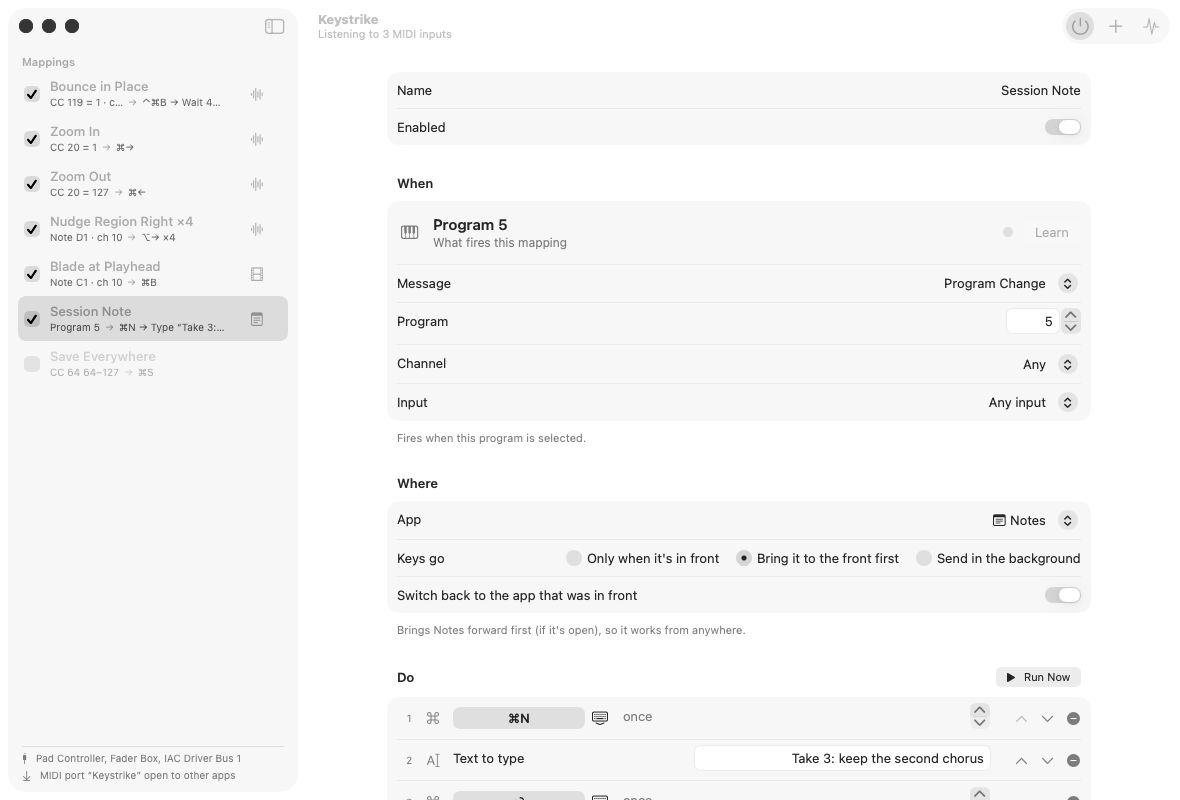 Keystrike
Listening to 3 MIDI inputs
Mappings
Bounce in Place
CC 119 = 1 · c... → ⌃⌘B → Wait 4...
Zoom In
CC 20 = 1 → ⌘→
Zoom Out
CC 20 = 127 → ⌘←
Nudge Region Right ×4
Note D1 · ch 10 → ⌥→ ×4
Blade at Playhead
Note C1 · ch 10 → ⌘B
Session Note
Program 5 → ⌘N → Type “Take 3:...
Save Everywhere
CC 64 64–127 → ⌘S
Pad Controller, Fader Box, IAC Driver Bus 1
MIDI port “Keystrike” open to other apps
Name Session Note
Enabled
When
Program 5
What fires this mapping
Learn
Message Program Change
Program 5
Channel Any
Input Any input
Fires when this program is selected.
Where
App Notes
Keys go Only when it's in front Bring it to the front first Send in the background
Switch back to the app that was in front
Brings Notes forward first (if it's open), so it works from anywhere.
Do Run Now
1 ⌘N once
2 Text to type Take 3: keep the second chorus